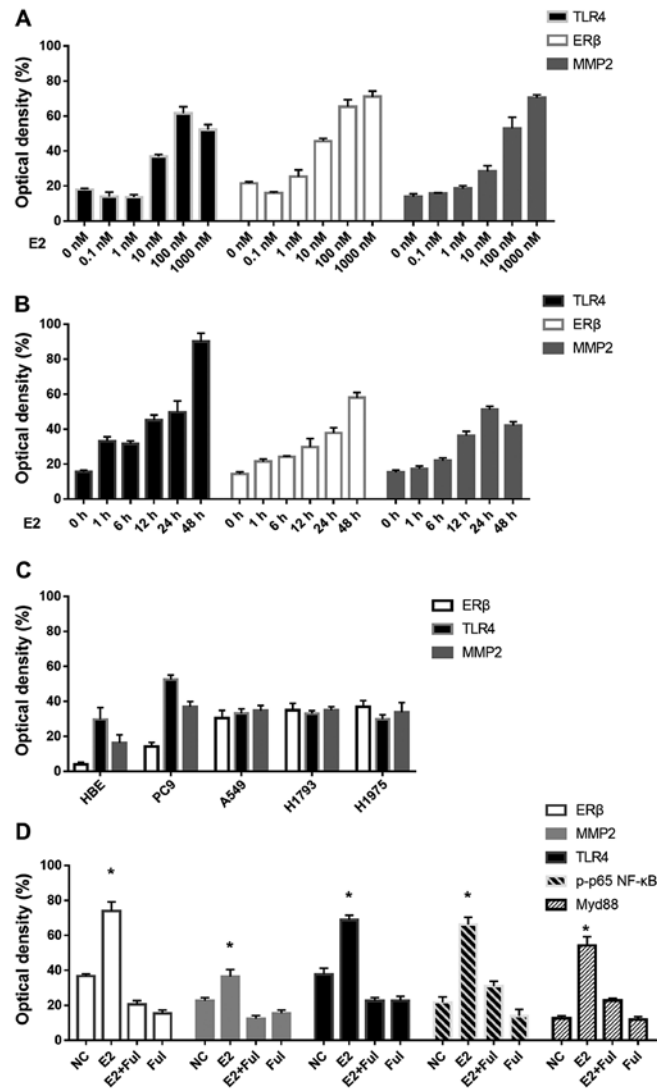 A
TLR4
ERβ
MMP2
Optical density (%)
100
80
60
40
20
0
E2
0 nM
0.1 nM
1 nM
10 nM
100 nM
1000 nM
0 nM
0.1 nM
1 nM
10 nM
100 nM
1000 nM
0 nM
0.1 nM
1 nM
10 nM
100 nM
1000 nM
B
TLR4
ERβ
MMP2
Optical density (%)
100
80
60
40
20
0
E2
0 h
1 h
6 h
12 h
24 h
48 h
0 h
1 h
6 h
12 h
24 h
48 h
0 h
1 h
6 h
12 h
24 h
48 h
C
ERβ
TLR4
MMP2
Optical density (%)
100
80
60
40
20
0
HBE
PC9
A549
H1793
H1975
D
ERβ
MMP2
TLR4
p-p65 NF-κB
Myd88
Optical density (%)
100
80
60
40
20
0
*
*
*
*
*
NC
E2
E2+Ful
Ful
NC
E2
E2+Ful
Ful
NC
E2
E2+Ful
Ful
NC
E2
E2+Ful
Ful
NC
E2
E2+Ful
Ful